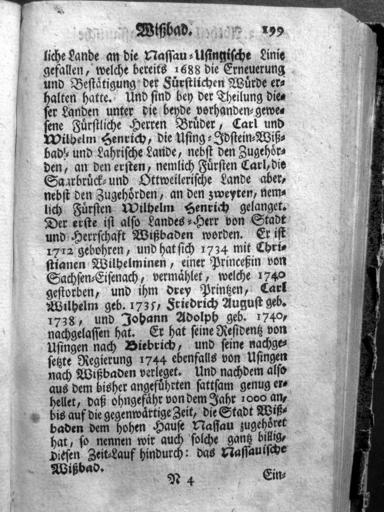 Wißbad. 199
liche Lande an die Nassau-Usingische Linie
gefallen, welche bereits 1688 die Erneuerung
und Bestätigung der Fürstlichen Würde er-
halten hatte. Und sind bey der Theilung die-
ser Landen unter die beyde vorhanden-gewe-
sene Fürstliche Herren Brüder, Carl und
Wilhelm Henrich, die Using-Idstein-Wiß-
bad- und Lahrische Lande, nebst den Zugehör-
den, an den ersten, nemlich Fürsten Carl, die
Saarbrück- und Ottweilerische Lande aber,
nebst den Zugehörden, an den zweyten, nem-
lich Fürsten Wilhelm Henrich gelanget.
Der erste ist also Landes-Herr von Stadt
und Herrschaft Wißbaden worden. Er ist
1712 gebohren, und hat sich 1734 mit Chri-
stianen Wilhelminen, einer Princeßin von
Sachsen-Eisenach, vermählet, welche 1740
gestorben, und ihm drey Printzen, Carl
Wilhelm geb. 1735, Friedrich August geb.
1738, und Johann Adolph geb. 1740,
nachgelassen hat. Er hat seine Residentz von
Usingen nach Biebrich, und seine nachge-
setzte Regierung 1744 ebenfalls von Usingen
nach Wißbaden verleget. Und nachdem also
aus dem bisher angeführten sattsam genug er-
hellet, daß ohngefähr von dem Jahr 1000 an,
bis auf die gegenwärtige Zeit, die Stadt Wiß-
baden dem hohen Hause Nassau zugehöret
hat, so nennen wir auch solche gantz billig,
diesen Zeit-Lauf hindurch: das Nassauische
Wißbad.
N 4 Ein-